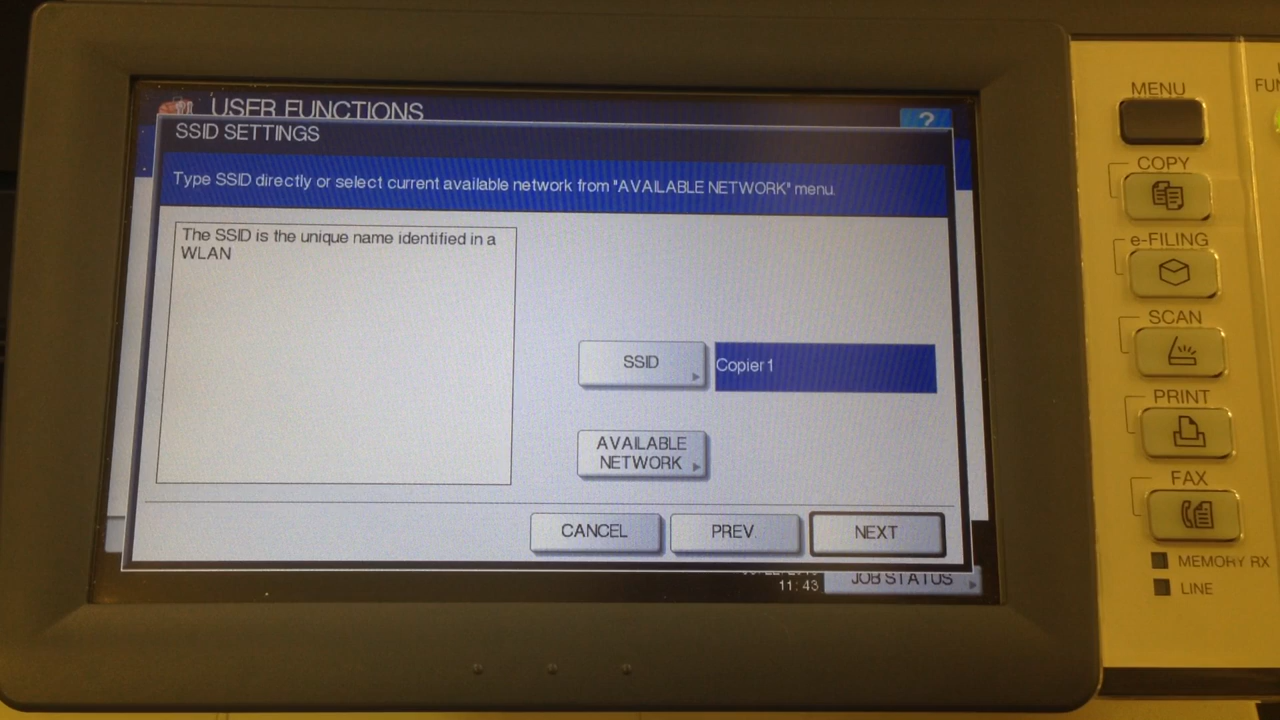 USER FUNCTIONS
?
SSID SETTINGS
Type SSID directly or select current available network from "AVAILABLE NETWORK" menu.
The SSID is the unique name identified in a
WLAN
SSID
Copier1
AVAILABLE
NETWORK
CANCEL
PREV.
NEXT
11:43
JOB STATUS
MENU
COPY
e-FILING
SCAN
PRINT
FAX
MEMORY RX
LINE